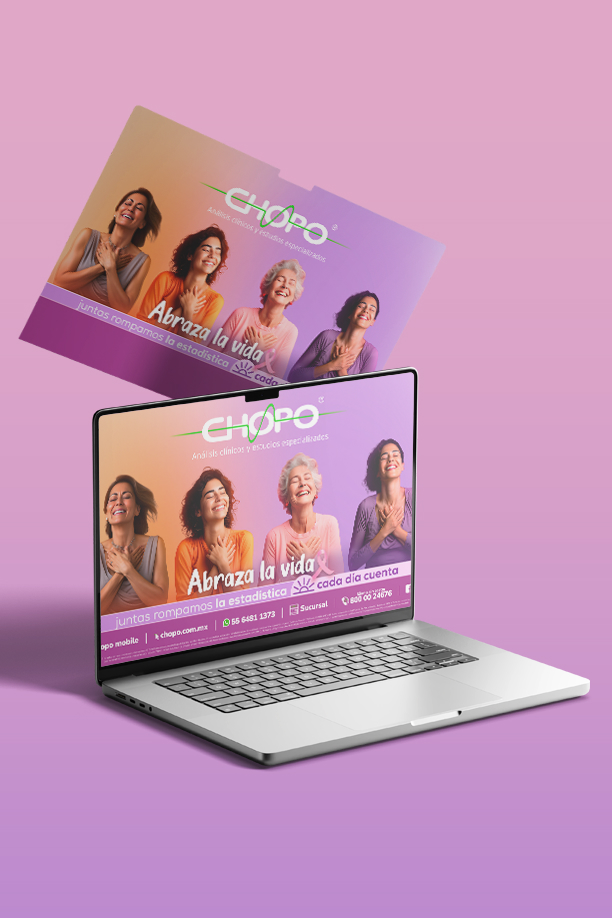 CHOPO®
Análisis clínicos y estudios especializados
Abraza la vida
juntas rompamos la estadística cada
CHOPO
Análisis clínicos y estudios especializados
Abraza la vida
juntas rompamos la estadística cada día cuenta
opo mobile chopo.com.mx 55 6481 1373 Sucursal 800 00 24676